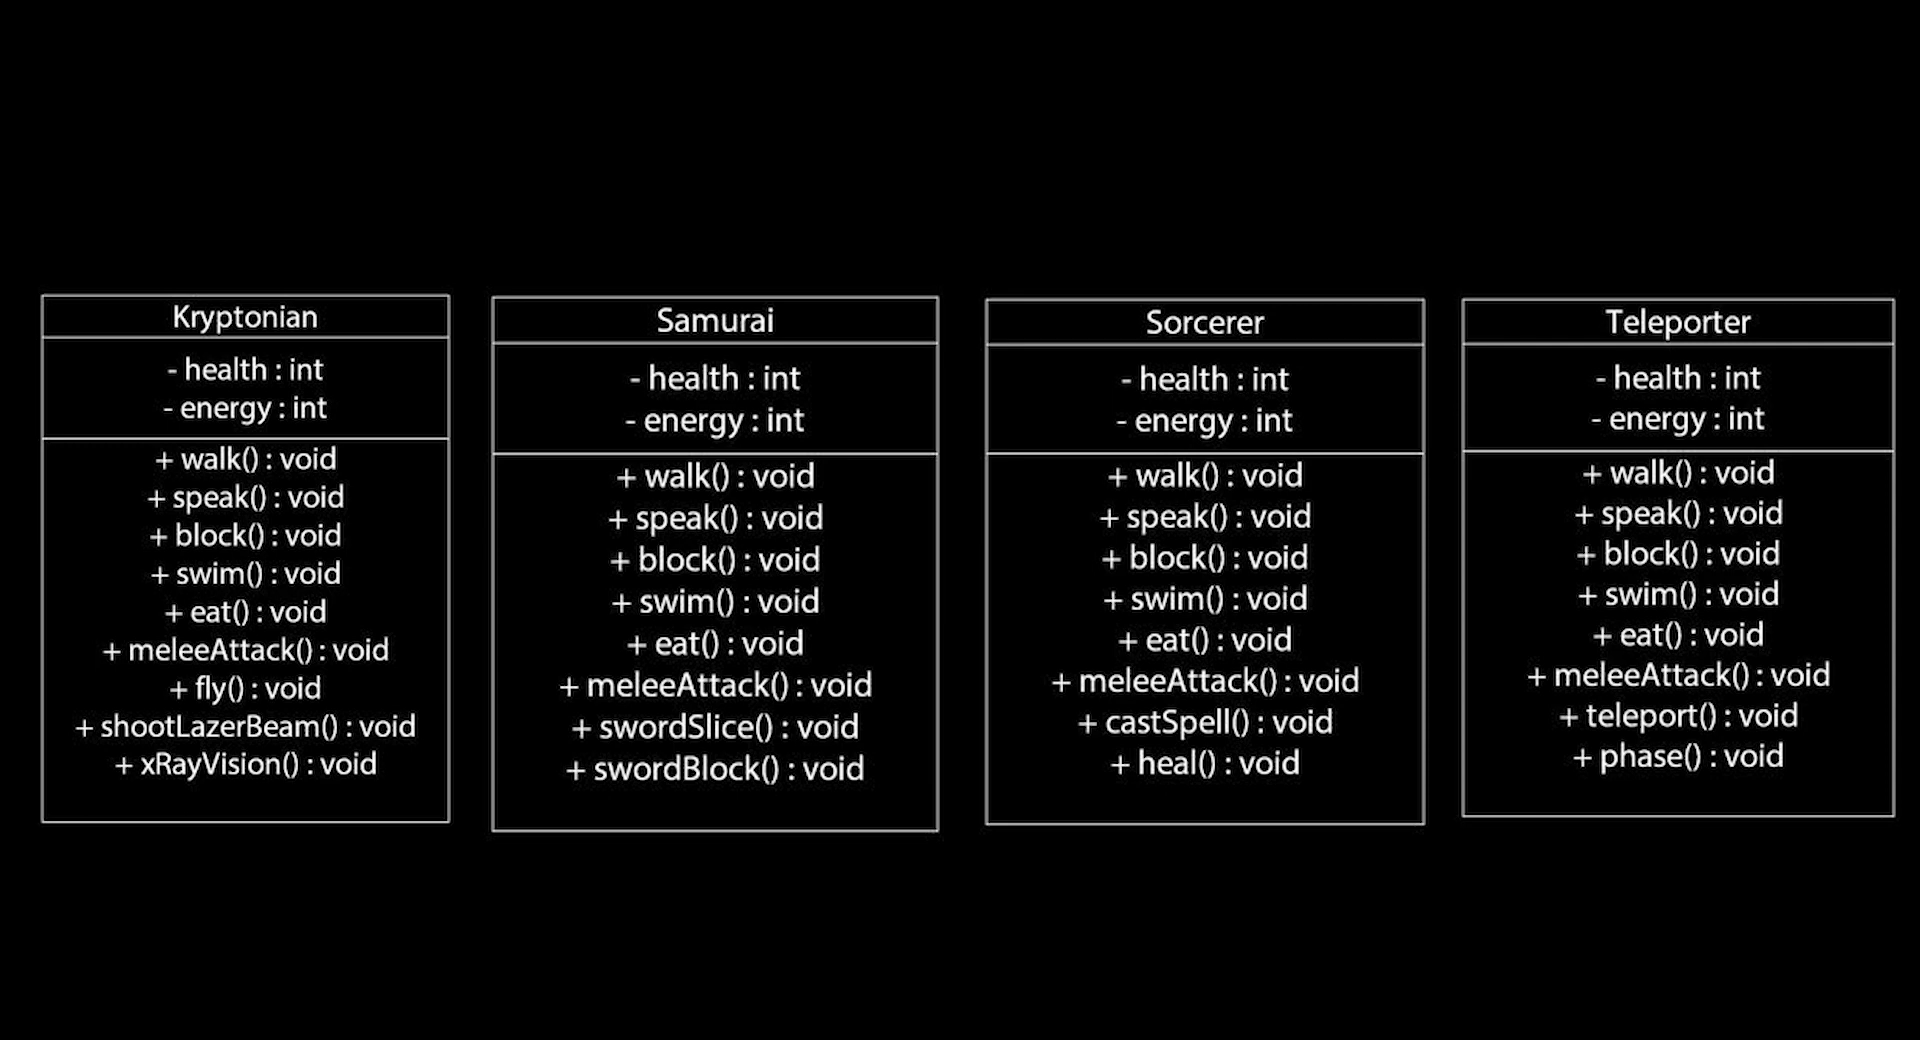 Kryptonian
- health : int
- energy : int
+ walk() : void
+ speak() : void
+ block() : void
+ swim() : void
+ eat() : void
+ meleeAttack() : void
+ fly() : void
+ shootLazerBeam() : void
+ xRayVision() : void
Samurai
- health : int
- energy : int
+ walk() : void
+ speak() : void
+ block() : void
+ swim() : void
+ eat() : void
+ meleeAttack() : void
+ swordSlice() : void
+ swordBlock() : void
Sorcerer
- health : int
- energy : int
+ walk() : void
+ speak() : void
+ block() : void
+ swim() : void
+ eat() : void
+ meleeAttack() : void
+ castSpell() : void
+ heal() : void
Teleporter
- health : int
- energy : int
+ walk() : void
+ speak() : void
+ block() : void
+ swim() : void
+ eat() : void
+ meleeAttack() : void
+ teleport() : void
+ phase() : void